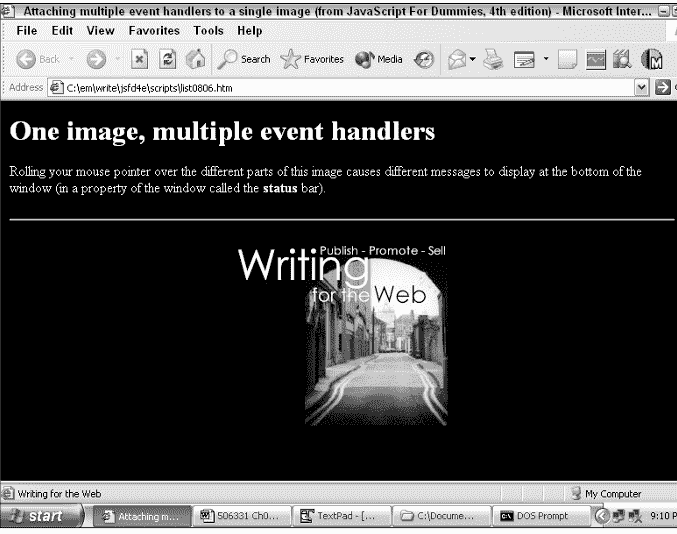 Attaching multiple event handlers to a single image (from JavaScript For Dummies, 4th edition) - Microsoft Inter...
File Edit View Favorites Tools Help
Back Search Favorites Media
Address C:\em\write\jsfd4e\scripts\list0806.htm
One image, multiple event handlers
Rolling your mouse pointer over the different parts of this image causes different messages to display at the bottom of the
window (in a property of the window called the status bar).
Publish - Promote - Sell
Writing
for the Web
Writing for the Web My Computer
start Attaching m... 506331 Ch0... TextPad - [... C:\Docume... DOS Prompt 9:10 P